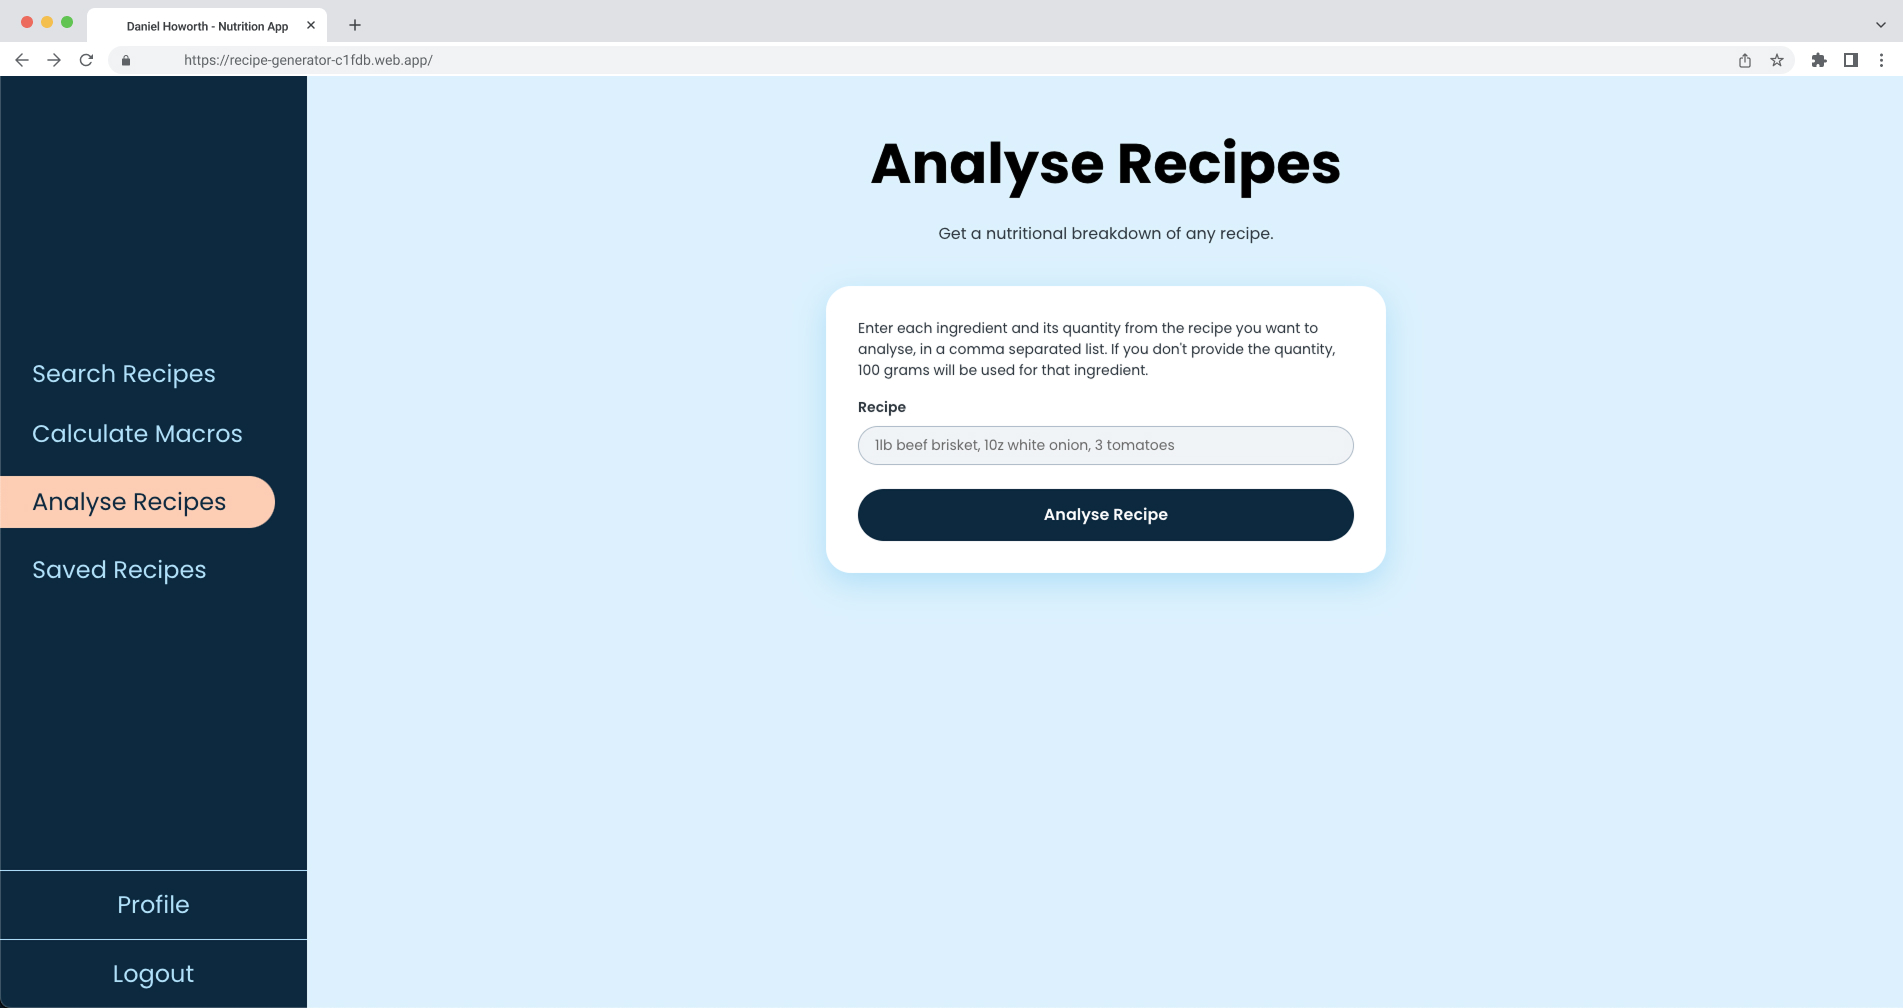 Daniel Howorth - Nutrition App
https://recipe-generator-c1fdb.web.app/
Search Recipes
Calculate Macros
Analyse Recipes
Saved Recipes
Profile
Logout
Analyse Recipes
Get a nutritional breakdown of any recipe.
Enter each ingredient and its quantity from the recipe you want to
analyse, in a comma separated list. If you don't provide the quantity,
100 grams will be used for that ingredient.
Recipe
1lb beef brisket, 10z white onion, 3 tomatoes
Analyse Recipe